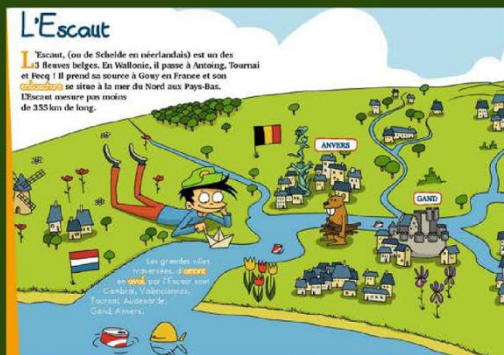 L'Escaut
L'Escaut, (ou de Schelde en néerlandais) est un des
3 fleuves belges. En Wallonie, il passe à Antoing, Tournai
et Pecq ! Il prend sa source à Gouy en France et son
embouchure se situe à la mer du Nord aux Pays-Bas.
L'Escaut mesure pas moins
de 355 km de long.
ANVERS
GAND
Les grandes villes
traversées, d'amont
en aval, par l'Escaut sont
Cambrai, Valenciennes,
Tournai, Audenarde,
Gand, Anvers.